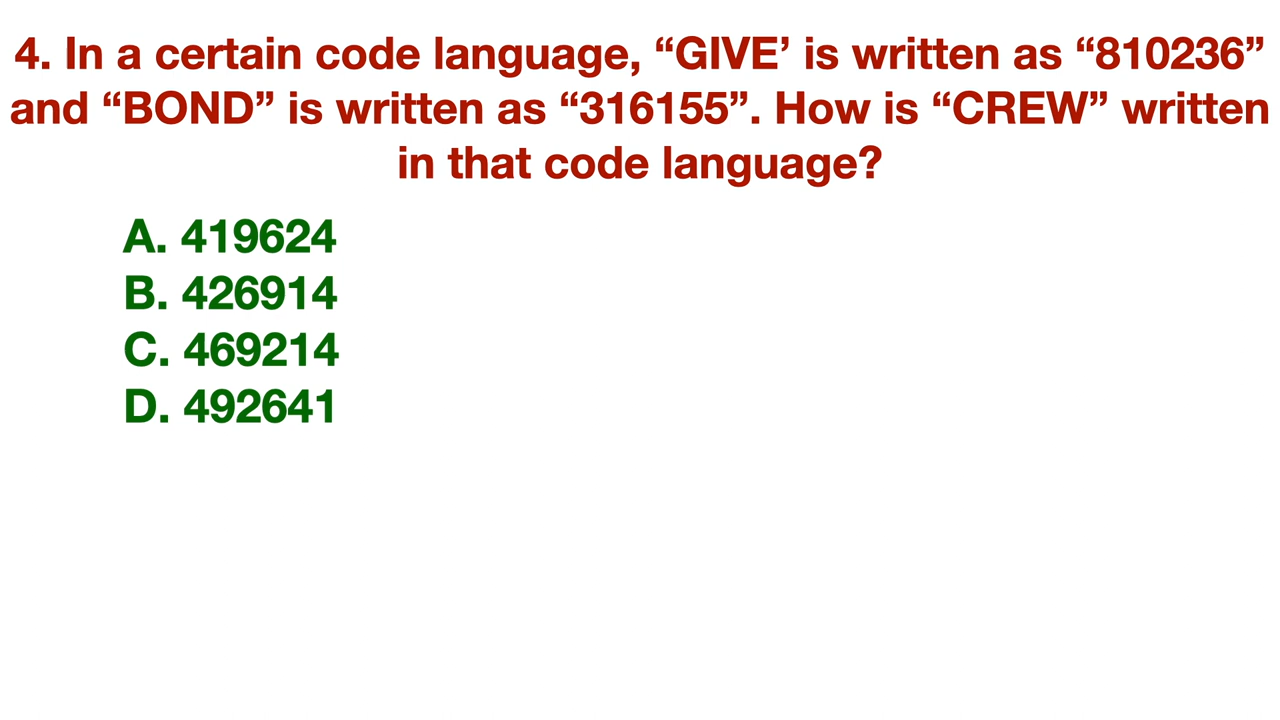 4. In a certain code language, “GIVE’ is written as “810236”
and “BOND” is written as “316155”. How is “CREW” written
in that code language?
A. 419624
B. 426914
C. 469214
D. 492641